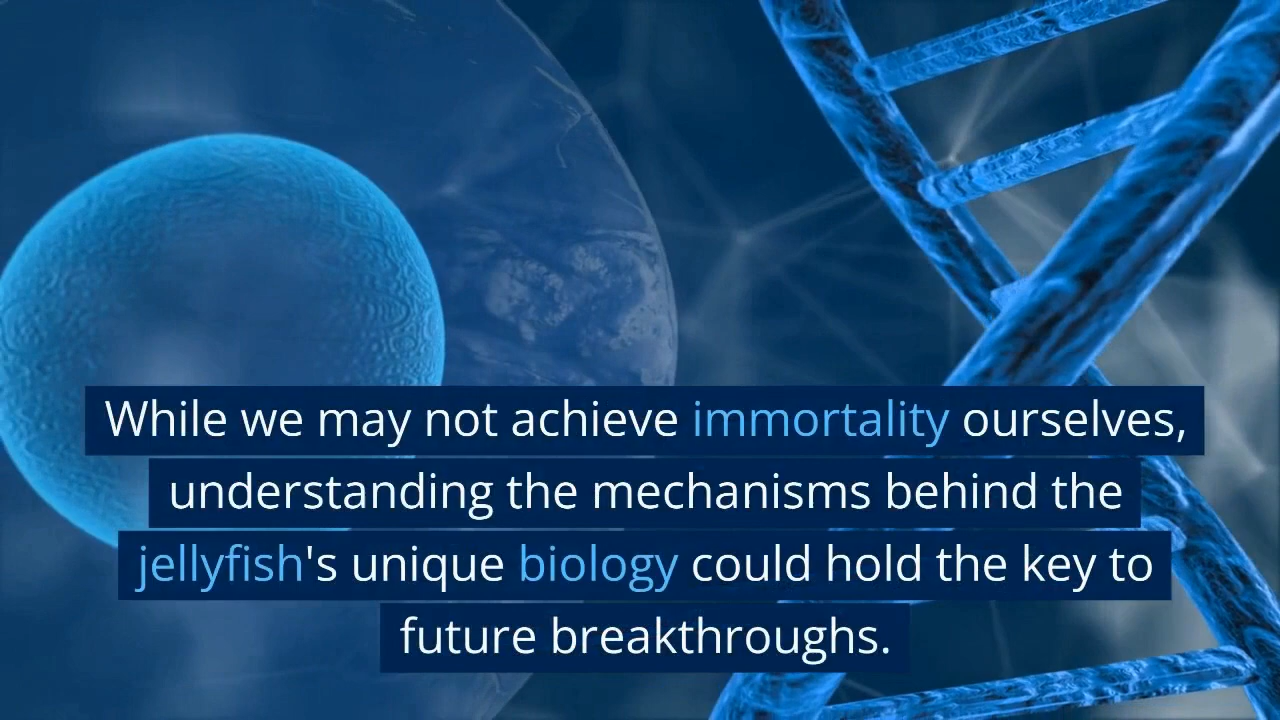 While we may not achieve immortality ourselves,
understanding the mechanisms behind the
jellyfish's unique biology could hold the key to
future breakthroughs.